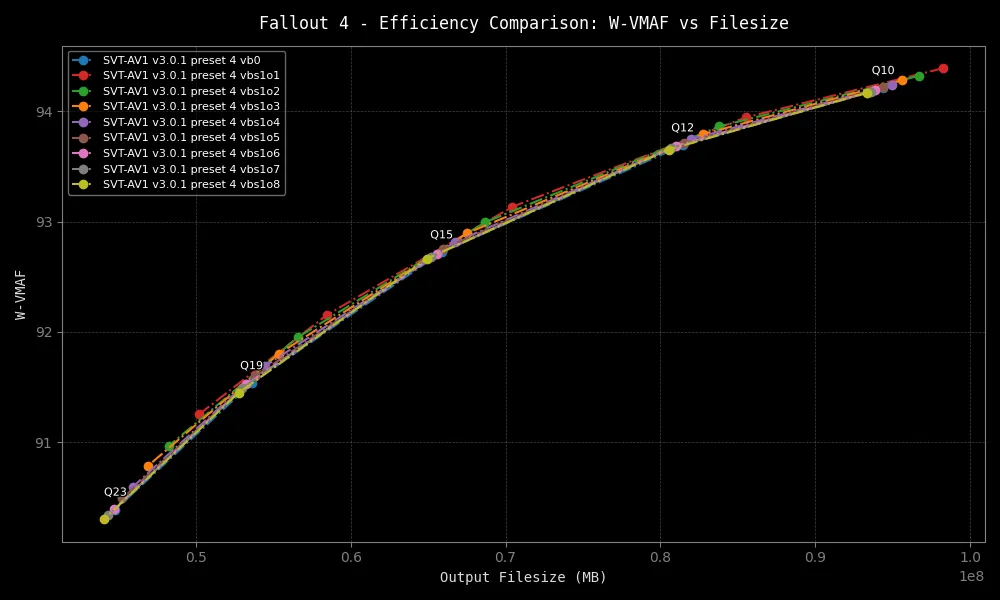 Fallout 4 - Efficiency Comparison: W-VMAF vs Filesize
SVT-AV1 v3.0.1 preset 4 vb0
SVT-AV1 v3.0.1 preset 4 vbs1o1
SVT-AV1 v3.0.1 preset 4 vbs1o2
SVT-AV1 v3.0.1 preset 4 vbs1o3
SVT-AV1 v3.0.1 preset 4 vbs1o4
SVT-AV1 v3.0.1 preset 4 vbs1o5
SVT-AV1 v3.0.1 preset 4 vbs1o6
SVT-AV1 v3.0.1 preset 4 vbs1o7
SVT-AV1 v3.0.1 preset 4 vbs1o8
Q10
Q12
Q15
Q19
Q23
94
93
92
91
W-VMAF
0.5
0.6
0.7
0.8
0.9
1.0
1e8
Output Filesize (MB)